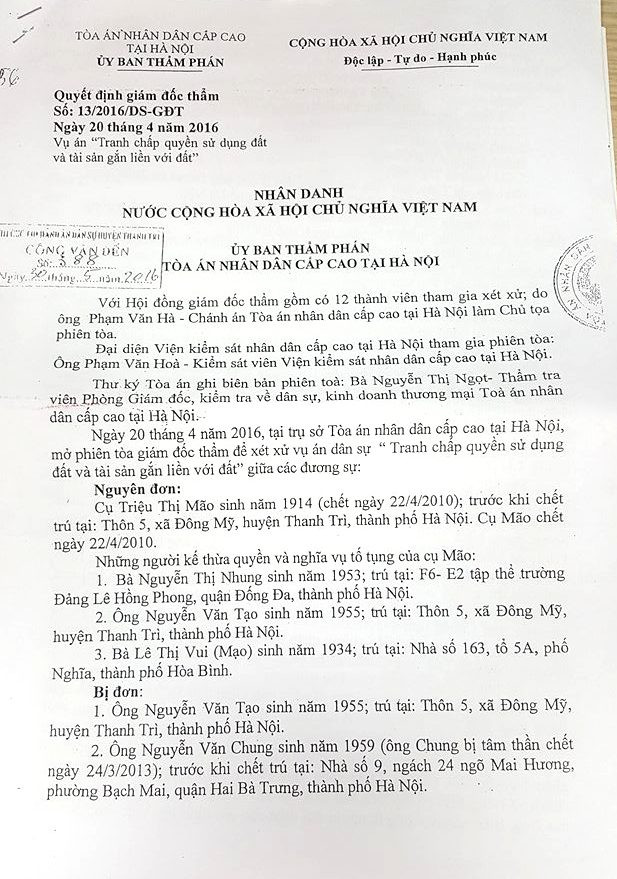 TÒA ÁN NHÂN DÂN CẤP CAO
TẠI HÀ NỘI
ỦY BAN THẨM PHÁN
CỘNG HÒA XÃ HỘI CHỦ NGHĨA VIỆT NAM
Độc lập - Tự do - Hạnh phúc
Quyết định giám đốc thẩm
Số: 13/2016/DS-GĐT
Ngày 20 tháng 4 năm 2016
Vụ án “Tranh chấp quyền sử dụng đất
và tài sản gắn liền với đất”
NHÂN DANH
NƯỚC CỘNG HÒA XÃ HỘI CHỦ NGHĨA VIỆT NAM
THI HÀNH ÁN DÂN SỰ HUYỆN THANH TRÌ
CÔNG VĂN ĐẾN
Số: 388
Ngày 30 tháng 5 năm 2016
ỦY BAN THẨM PHÁN
TÒA ÁN NHÂN DÂN CẤP CAO TẠI HÀ NỘI
Với Hội đồng giám đốc thẩm gồm có 12 thành viên tham gia xét xử; do
ông Phạm Văn Hà - Chánh án Tòa án nhân dân cấp cao tại Hà Nội làm Chủ tọa
phiên tòa.
Đại diện Viện kiểm sát nhân dân cấp cao tại Hà Nội tham gia phiên tòa:
Ông Phạm Văn Hoà - Kiểm sát viên Viện kiểm sát nhân dân cấp cao tại Hà Nội.
Thư ký Tòa án ghi biên bản phiên toà: Bà Nguyễn Thị Ngọt- Thẩm tra
viên Phòng Giám đốc, kiểm tra về dân sự, kinh doanh thương mại Toà án nhân
dân cấp cao tại Hà Nội.
Ngày 20 tháng 4 năm 2016, tại trụ sở Tòa án nhân dân cấp cao tại Hà Nội,
mở phiên tòa giám đốc thẩm để xét xử vụ án dân sự “ Tranh chấp quyền sử dụng
đất và tài sản gắn liền với đất” giữa các đương sự:
Nguyên đơn:
Cụ Triệu Thị Mão sinh năm 1914 (chết ngày 22/4/2010); trước khi chết
trú tại: Thôn 5, xã Đông Mỹ, huyện Thanh Trì, thành phố Hà Nội. Cụ Mão chết
ngày 22/4/2010.
Những người kế thừa quyền và nghĩa vụ tố tụng của cụ Mão:
1. Bà Nguyễn Thị Nhung sinh năm 1953; trú tại: F6- E2 tập thể trường
Đảng Lê Hồng Phong, quận Đống Đa, thành phố Hà Nội.
2. Ông Nguyễn Văn Tạo sinh năm 1955; trú tại: Thôn 5, xã Đông Mỹ,
huyện Thanh Trì, thành phố Hà Nội.
3. Bà Lê Thị Vui (Mạo) sinh năm 1934; trú tại: Nhà số 163, tổ 5A, phố
Nghĩa, thành phố Hòa Bình.
Bị đơn:
1. Ông Nguyễn Văn Tạo sinh năm 1955; trú tại: Thôn 5, xã Đông Mỹ,
huyện Thanh Trì, thành phố Hà Nội.
2. Ông Nguyễn Văn Chung sinh năm 1959 (ông Chung bị tâm thần chết
ngày 24/3/2013); trước khi chết trú tại: Nhà số 9, ngách 24 ngõ Mai Hương,
phường Bạch Mai, quận Hai Bà Trưng, thành phố Hà Nội.